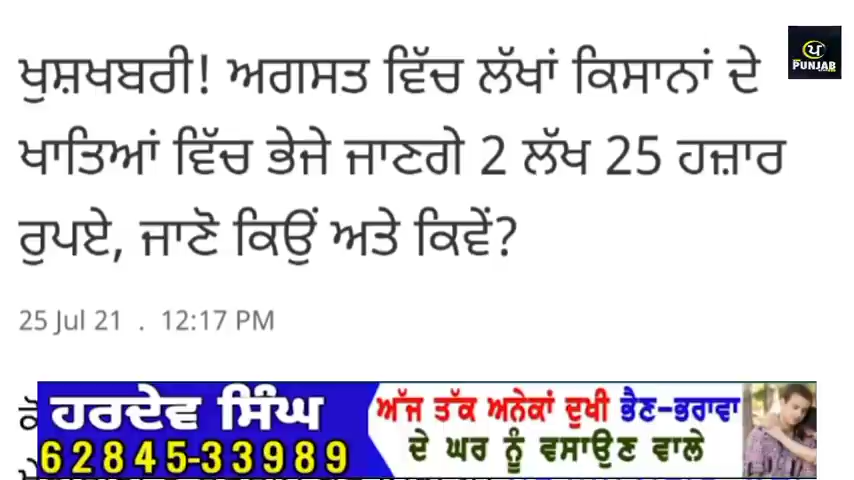 ਪ
PUNJAB
ਖੁਸ਼ਖਬਰੀ! ਅਗਸਤ ਵਿੱਚ ਲੱਖਾਂ ਕਿਸਾਨਾਂ ਦੇ
ਖਾਤਿਆਂ ਵਿੱਚ ਭੇਜੇ ਜਾਣਗੇ 2 ਲੱਖ 25 ਹਜ਼ਾਰ
ਰੁਪਏ, ਜਾਣੋ ਕਿਉਂ ਅਤੇ ਕਿਵੇਂ?
25 Jul 21 . 12:17 PM
ਹਰਦੇਵ ਸਿੰਘ
62845-33989
ਅੱਜ ਤੱਕ ਅਨੇਕਾਂ ਦੁਖੀ ਭੈਣ-ਭਰਾਵਾ
ਦੇ ਘਰ ਨੂੰ ਵਸਾਉਣ ਵਾਲੇ